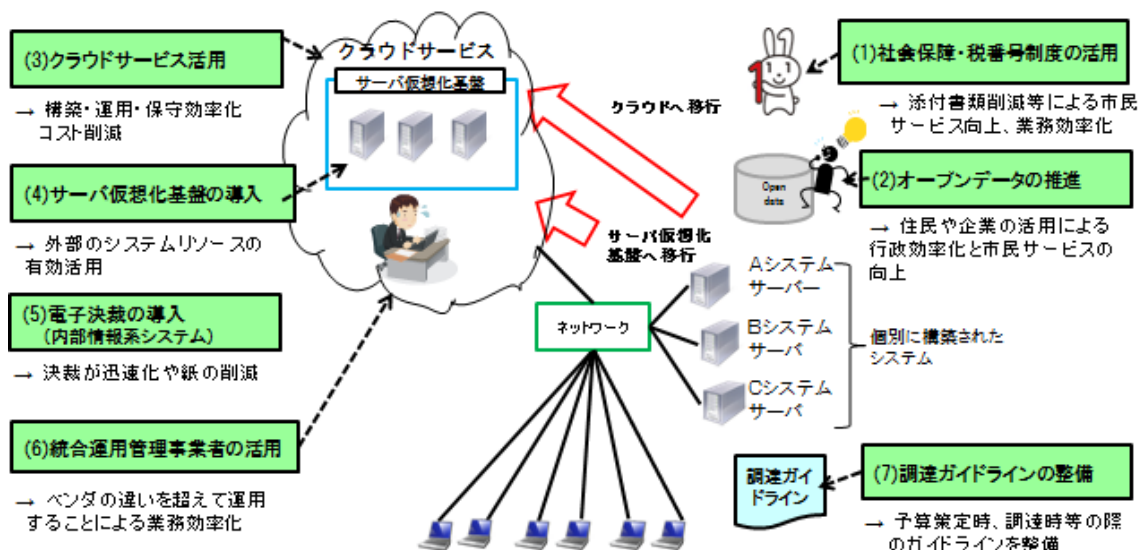 (3)クラウドサービス活用
→ 構築・運用・保守効率化
コスト削減
(4)サーバ仮想化基盤の導入
→ 外部のシステムリソースの
有効活用
(5)電子決裁の導入
(内部情報系システム)
→ 決裁が迅速化や紙の削減
(6)統合運用管理事業者の活用
→ ベンダの違いを超えて運用
することによる業務効率化
クラウドサービス
サーバ仮想化基盤
クラウドへ移行
サーバ仮想化
基盤へ移行
ネットワーク
Aシステム
サーバー
Bシステム
サーバ
Cシステム
サーバ
個別に構築された
システム
1
(1)社会保障・税番号制度の活用
→ 添付書類削減等による市民
サービス向上、業務効率化
Open
data
(2)オープンデータの推進
→ 住民や企業の活用による
行政効率化と市民サービスの
向上
調達ガイ
ドライン
(7)調達ガイドラインの整備
→ 予算策定時、調達時等の際
のガイドラインを整備